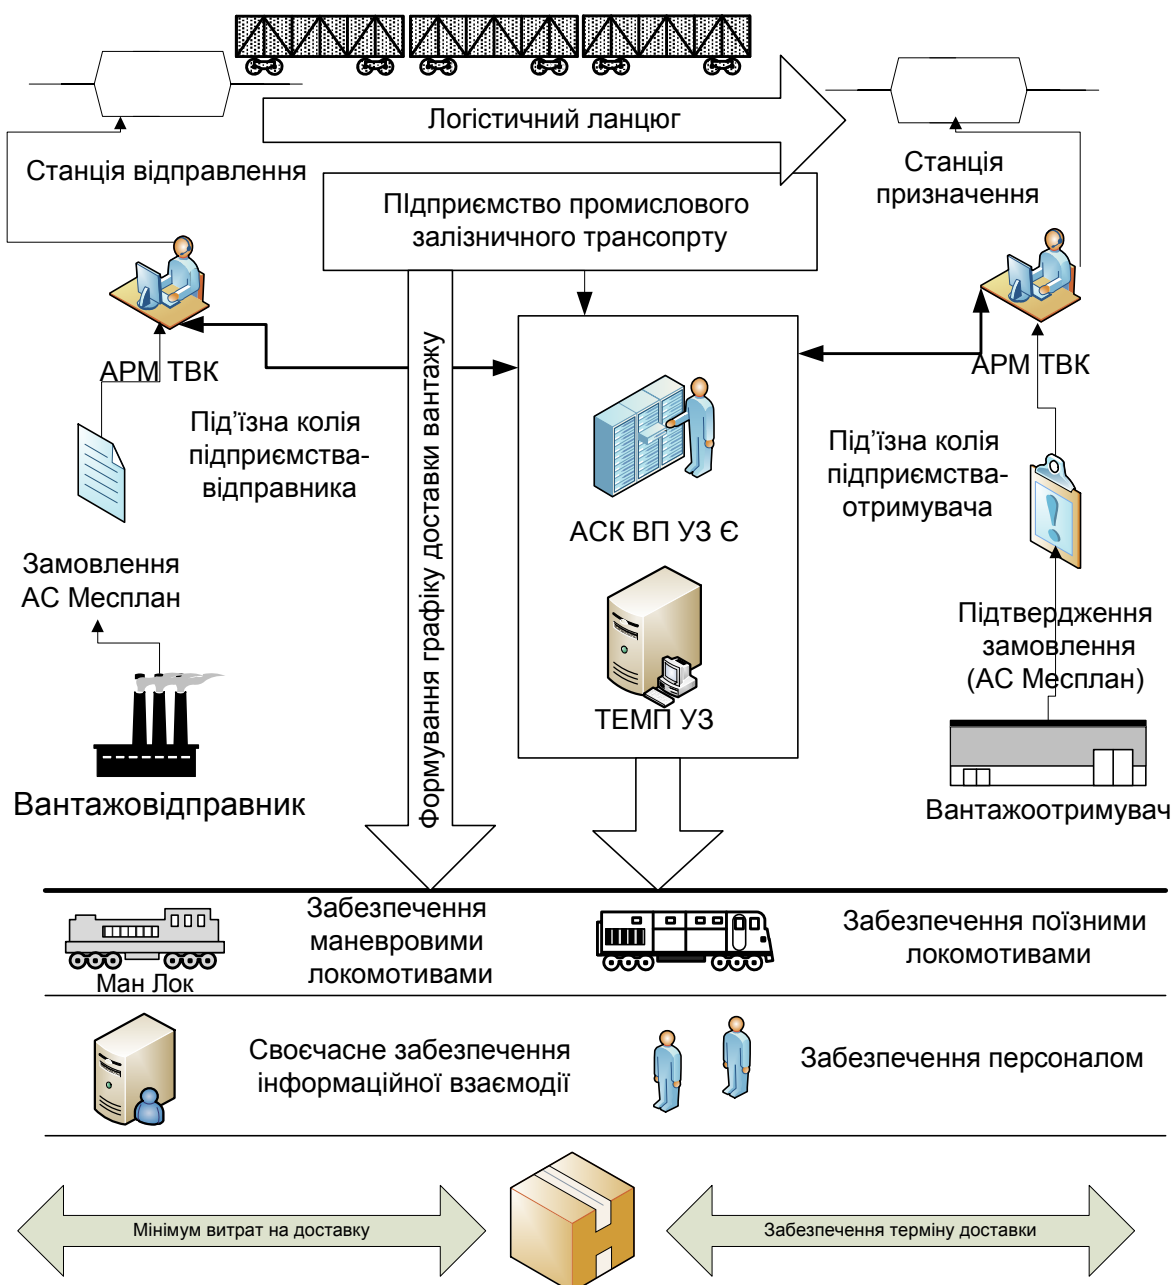 Логістичний ланцюг
Станція відправлення
Станція
призначення
ПІдприємство промислового
залізничного трансопрту
АРМ ТВК
АРМ ТВК
Під’їзна колія
підприємства-
відправника
Формування графіку доставки вантажу
Під’їзна колія
підприємства-
отримувача
АСК ВП УЗ Є
Замовлення
АС Месплан
Підтвердження
замовлення
(АС Месплан)
ТЕМП УЗ
Вантажовідправник
Вантажоотримувач
Забезпечення
маневровими
локомотивами
Ман Лок
Забезпечення поїзними
локомотивами
Своєчасне забезпечення
інформаційної взаємодії
Забезпечення персоналом
Мінімум витрат на доставку
Забезпечення терміну доставки